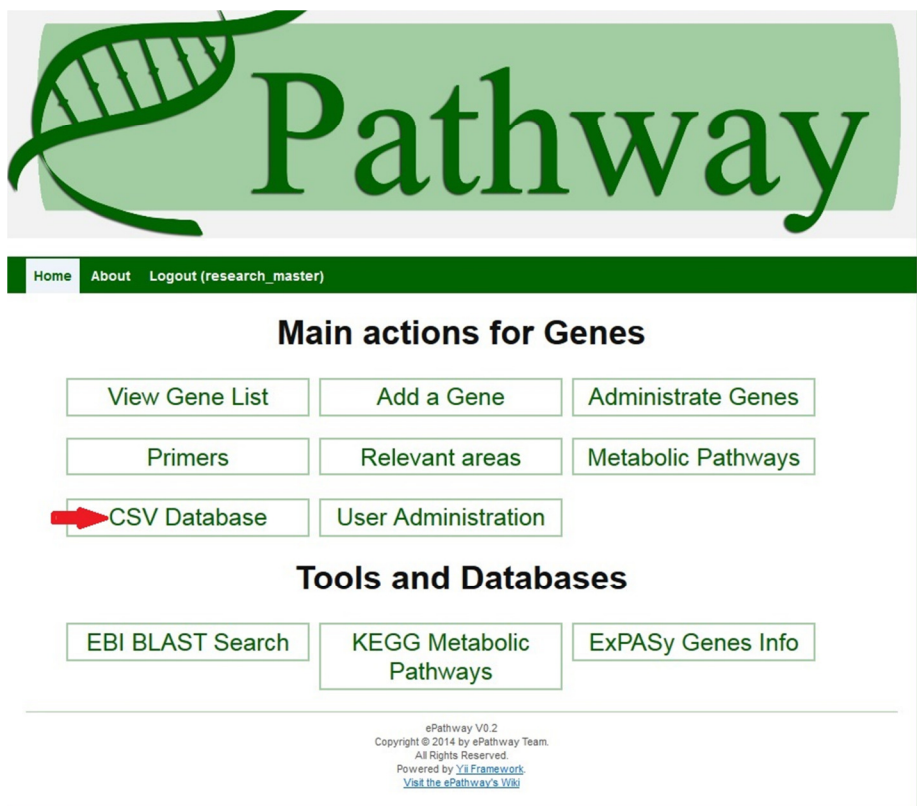 Pathway
Home About Logout (research_master)
Main actions for Genes
View Gene List Add a Gene Administrate Genes
Primers Relevant areas Metabolic Pathways
CSV Database User Administration
Tools and Databases
EBI BLAST Search KEGG Metabolic Pathways ExPASy Genes Info
ePathway V0.2
Copyright © 2014 by ePathway Team.
All Rights Reserved.
Powered by Yii Framework.
Visit the ePathway's Wiki